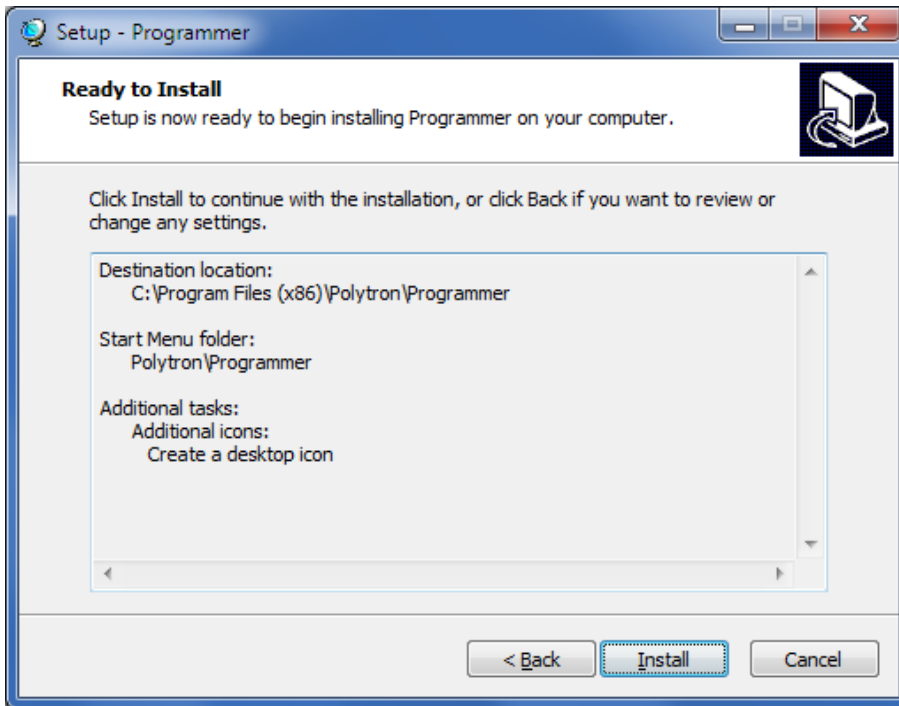 Setup - Programmer
Ready to Install
Setup is now ready to begin installing Programmer on your computer.
Click Install to continue with the installation, or click Back if you want to review or
change any settings.
Destination location:
C:\Program Files (x86)\Polytron\Programmer
Start Menu folder:
Polytron\Programmer
Additional tasks:
Additional icons:
Create a desktop icon
< Back
Install
Cancel